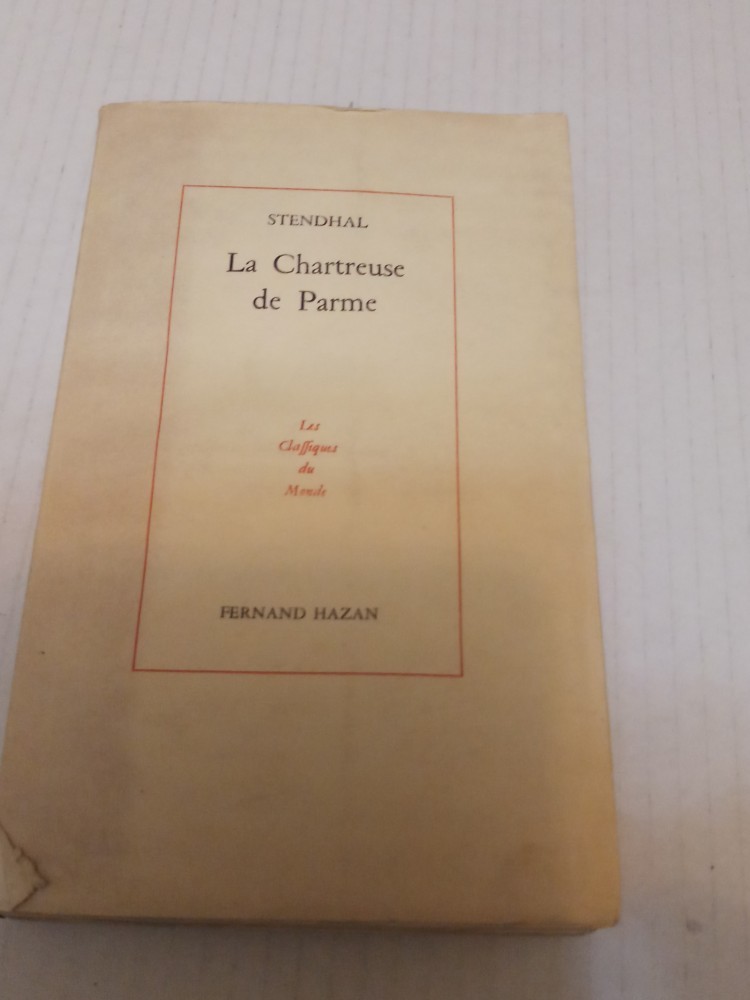 STENDHAL
La Chartreuse
de Parme
Les
Claſſiques
du
Monde
FERNAND HAZAN